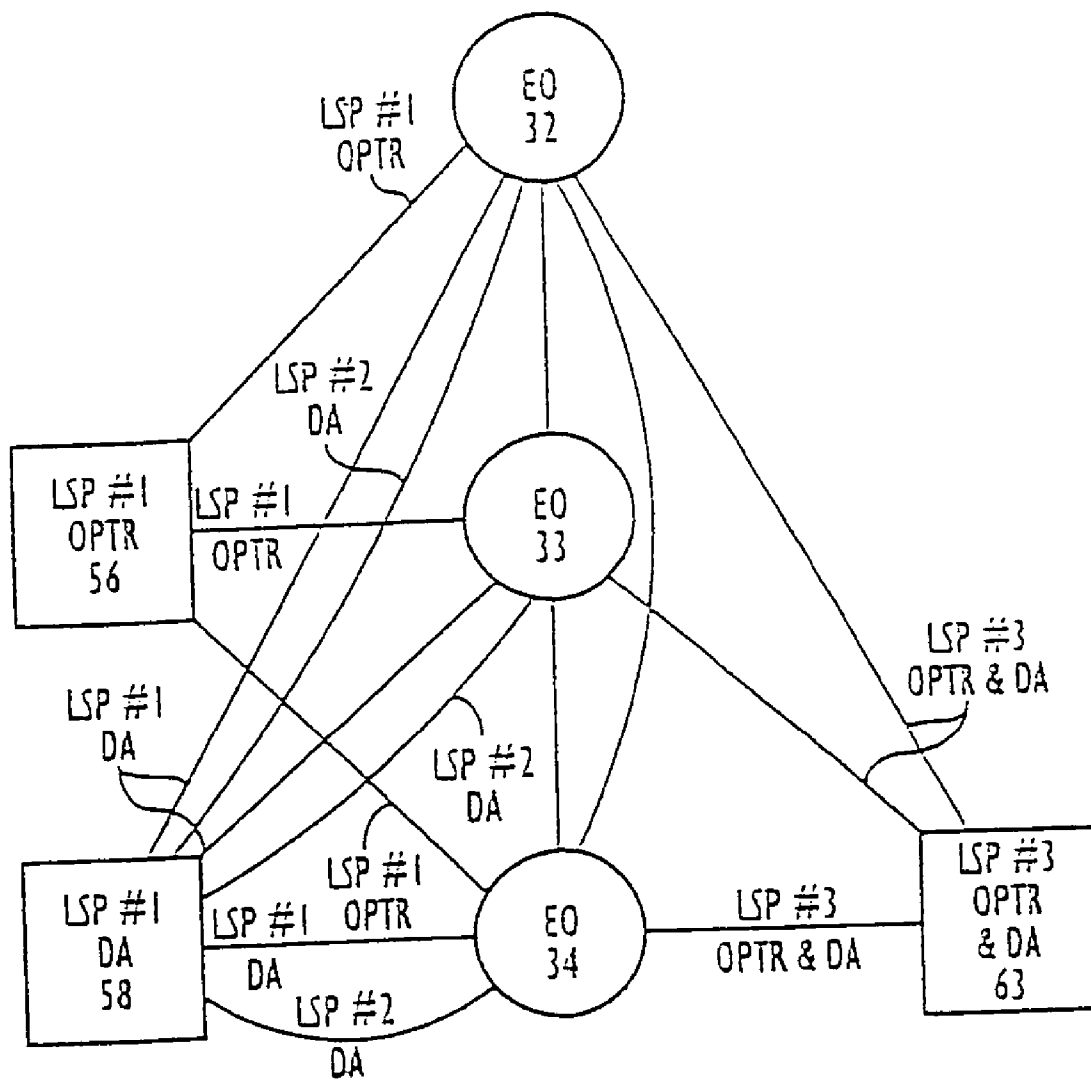 EO
32
LSP #1
OPTR
LSP #2
DA
LSP #1
OPTR
56
LSP #1
OPTR
EO
33
LSP #3
OPTR & DA
LSP #1
DA
LSP #2
DA
LSP #1
OPTR
LSP #1
DA
58
LSP #1
DA
EO
34
LSP #3
OPTR & DA
LSP #3
OPTR
& DA
63
LSP #2
DA